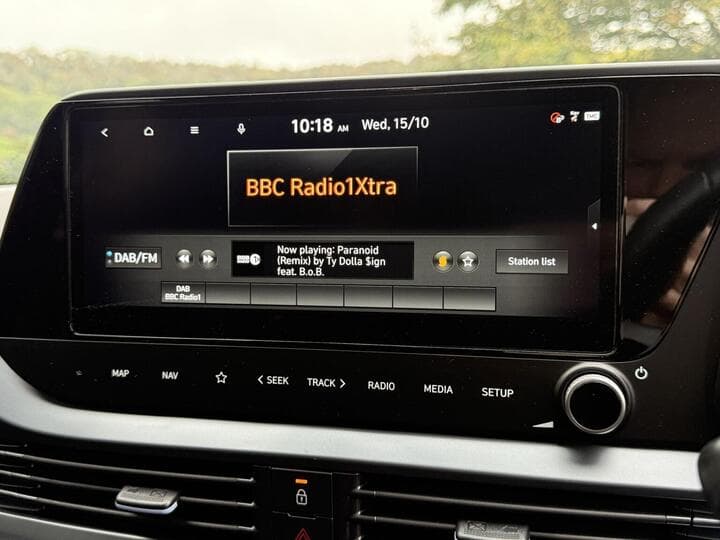 10:18 AM Wed, 15/10
TMC
BBC Radio1Xtra
DAB/FM
Now playing: Paranoid
(Remix) by Ty Dolla $ign
feat. B.o.B.
Station list
DAB
BBC Radio1
MAP
NAV
SEEK
TRACK
RADIO
MEDIA
SETUP